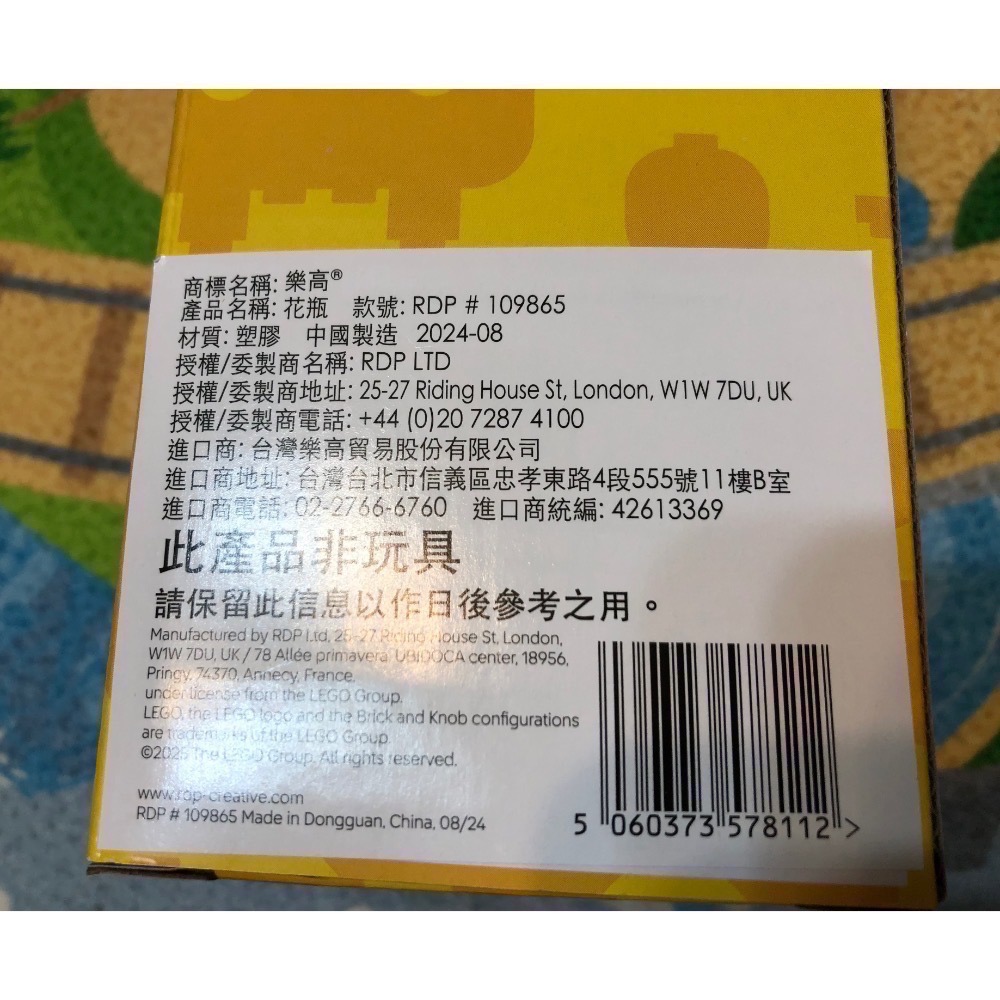 商標名稱: 樂高®
產品名稱: 花瓶 款號: RDP # 109865
材質: 塑膠 中國製造 2024-08
授權/委製商名稱: RDP LTD
授權/委製商地址: 25-27 Riding House St, London, W1W 7DU, UK
授權/委製商電話: +44 (0)20 7287 4100
進口商: 台灣樂高貿易股份有限公司
進口商地址: 台灣台北市信義區忠孝東路4段555號11樓B室
進口商電話: 02-2766-6760 進口商統編: 42613369
此產品非玩具
請保留此信息以作日後參考之用。
Manufactured by RDP Ltd, 25-27 Riding House St, London,
W1W 7DU, UK / 78 Allée primavera UBIDOCA center, 18956,
Pringy, 74370, Annecy, France.
under license from the LEGO Group.
LEGO, the LEGO logo and the Brick and Knob configurations
are trademarks of the LEGO Group.
©2025 The LEGO Group. All rights reserved.
www.rdp-creative.com
RDP # 109865 Made in Dongguan, China, 08/24
5 060373 578112 >